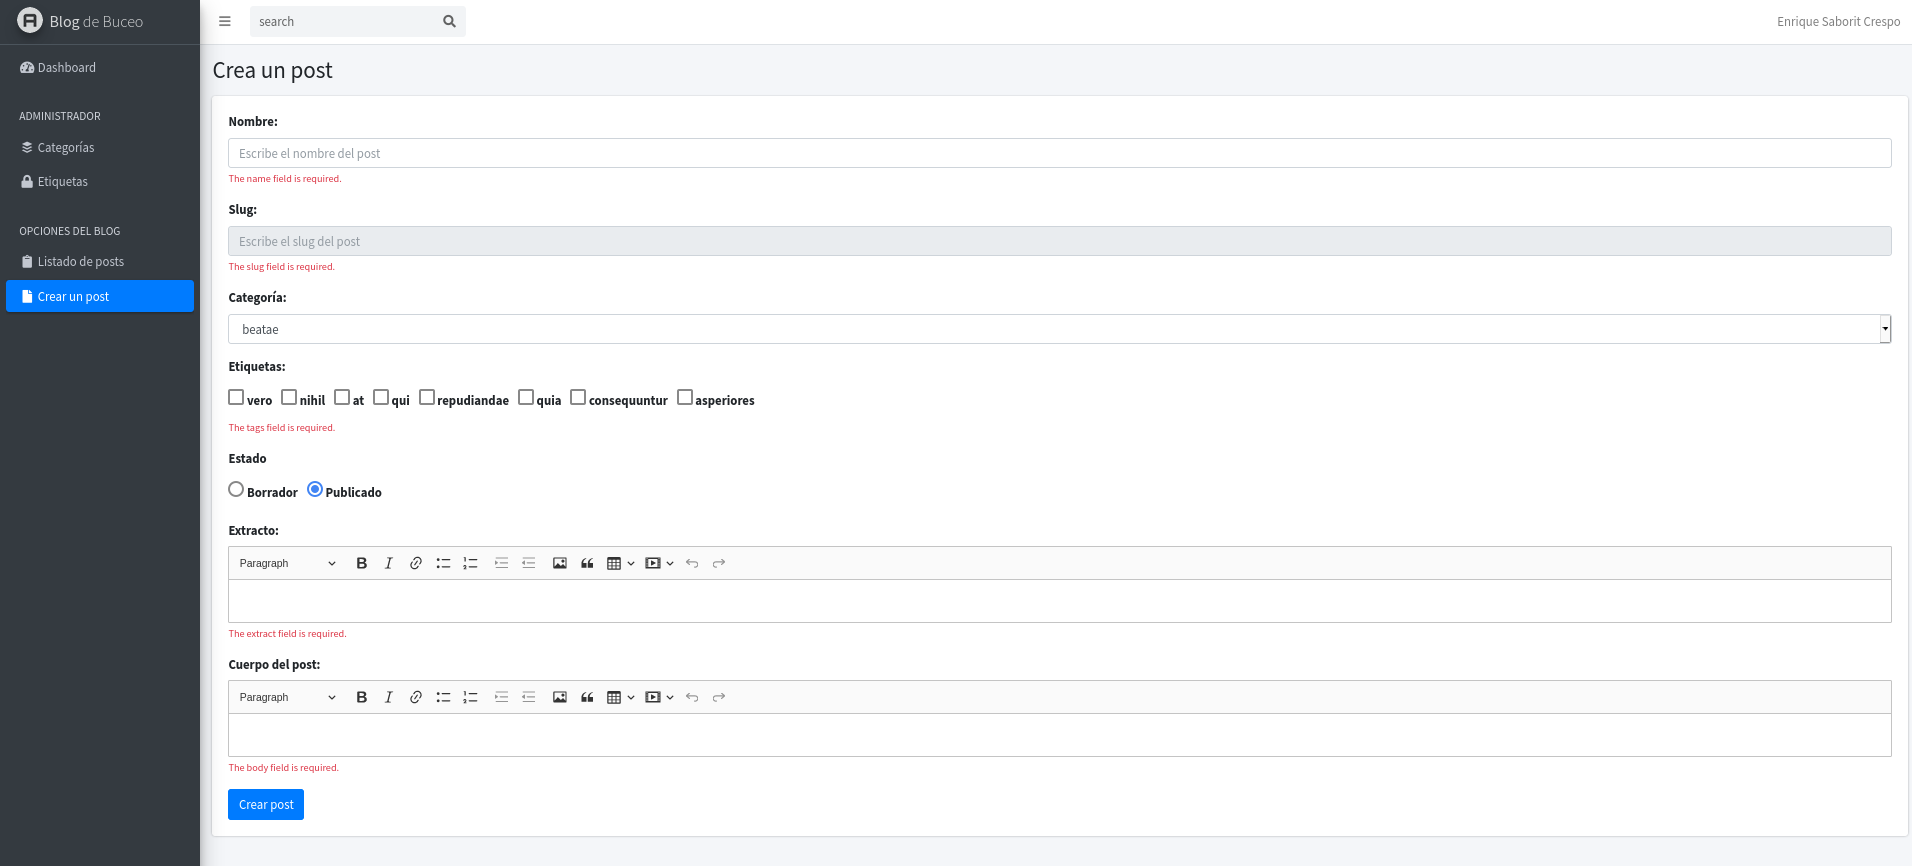 Blog de Buceo
search
Enrique Saborit Crespo
Dashboard
ADMINISTRADOR
Categorías
Etiquetas
OPCIONES DEL BLOG
Listado de posts
Crear un post
Crea un post
Nombre:
Escribe el nombre del post
The name field is required.
Slug:
Escribe el slug del post
The slug field is required.
Categoría:
beatae
Etiquetas:
vero nihil at qui repudiandae quia consequuntur asperiores
The tags field is required.
Estado
Borrador Publicado
Extracto:
Paragraph
The extract field is required.
Cuerpo del post:
Paragraph
The body field is required.
Crear post